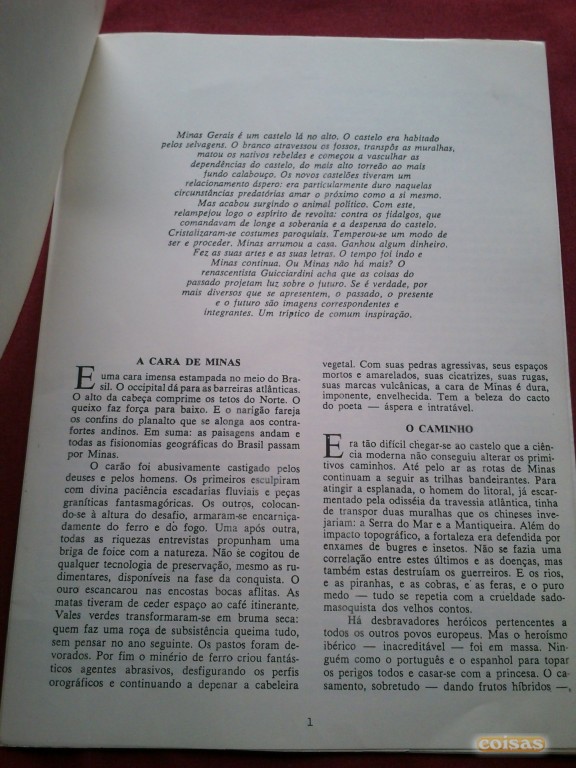 Minas Gerais é um castelo lá no alto. O castelo era habitado
pelos selvagens. O branco atravessou os fossos, transpôs as muralhas,
matou os nativos rebeldes e começou a vasculhar as
dependências do castelo, do mais alto torreão ao mais
fundo calabouço. Os novos castelões tiveram um
relacionamento áspero: era particularmente duro naquelas
circunstâncias predatórias amar o próximo como a si mesmo.
Mas acabou surgindo o animal político. Com este,
relampejou logo o espírito de revolta: contra os fidalgos, que
comandavam de longe a soberania e a despensa do castelo.
Cristalizaram-se costumes paroquiais. Temperou-se um modo de
ser e proceder. Minas arrumou a casa. Ganhou algum dinheiro.
Fez as suas artes e as suas letras. O tempo foi indo e
Minas continua. Ou Minas não há mais? O
renascentista Guicciardini acha que as coisas do
passado projetam luz sobre o futuro. Se é verdade, por
mais diversos que se apresentem, o passado, o presente
e o futuro são imagens correspondentes e
integrantes. Um tríptico de comum inspiração.
A CARA DE MINAS
E uma cara imensa estampada no meio do Bra-
sil. O occipital dá para as barreiras atlânticas.
O alto da cabeça comprime os tetos do Norte. O
queixo faz força para baixo. E o narigão fareja
os confins do planalto que se alonga aos contra-
fortes andinos. Em suma: as paisagens andam e
todas as fisionomias geográficas do Brasil passam
por Minas.
O carão foi abusivamente castigado pelos
deuses e pelos homens. Os primeiros esculpiram
com divina paciência escadarias fluviais e peças
graníticas fantasmagóricas. Os outros, colocan-
do-se à altura do desafio, armaram-se encarniça-
damente do ferro e do fogo. Uma após outra,
todas as riquezas entrevistas propunham uma
briga de foice com a natureza. Não se cogitou de
qualquer tecnologia de preservação, mesmo as ru-
dimentares, disponíveis na fase da conquista. O
ouro escancarou nas encostas bocas aflitas. As
matas tiveram de ceder espaço ao café itinerante.
Vales verdes transformaram-se em bruma seca:
quem faz uma roça de subsistência queima tudo,
sem pensar no ano seguinte. Os pastos foram de-
vorados. Por fim o minério de ferro criou fantás-
ticos agentes abrasivos, desfigurando os perfis
orográficos e continuando a depenar a cabeleira
vegetal. Com suas pedras agressivas, seus espaços
mortos e amarelados, suas cicatrizes, suas rugas,
suas marcas vulcânicas, a cara de Minas é dura,
imponente, envelhecida. Tem a beleza do cacto
do poeta — áspera e intratável.
O CAMINHO
Era tão difícil chegar-se ao castelo que a ciên-
cia moderna não conseguiu alterar os primi-
tivos caminhos. Até pelo ar as rotas de Minas
continuam a seguir as trilhas bandeirantes. Para
atingir a esplanada, o homem do litoral, já escar-
mentado pela odisséia da travessia atlântica, tinha
de transpor duas muralhas que os chineses inve-
jariam: a Serra do Mar e a Mantiqueira. Além do
impacto topográfico, a fortaleza era defendida por
enxames de bugres e insetos. Não se fazia uma
correlação entre estes últimos e as doenças, mas
também estas destruíam os guerreiros. E os rios,
e as piranhas, e as cobras, e as feras, e o puro
medo — tudo se repetia com a crueldade sado-
masoquista dos velhos contos.
Há desbravadores heróicos pertencentes a
todos os outros povos europeus. Mas o heroísmo
ibérico — inacreditável — foi em massa. Nin-
guém como o português e o espanhol para topar
os perigos todos e casar-se com a princesa. O ca-
samento, sobretudo — dando frutos híbridos —,
1
coisas